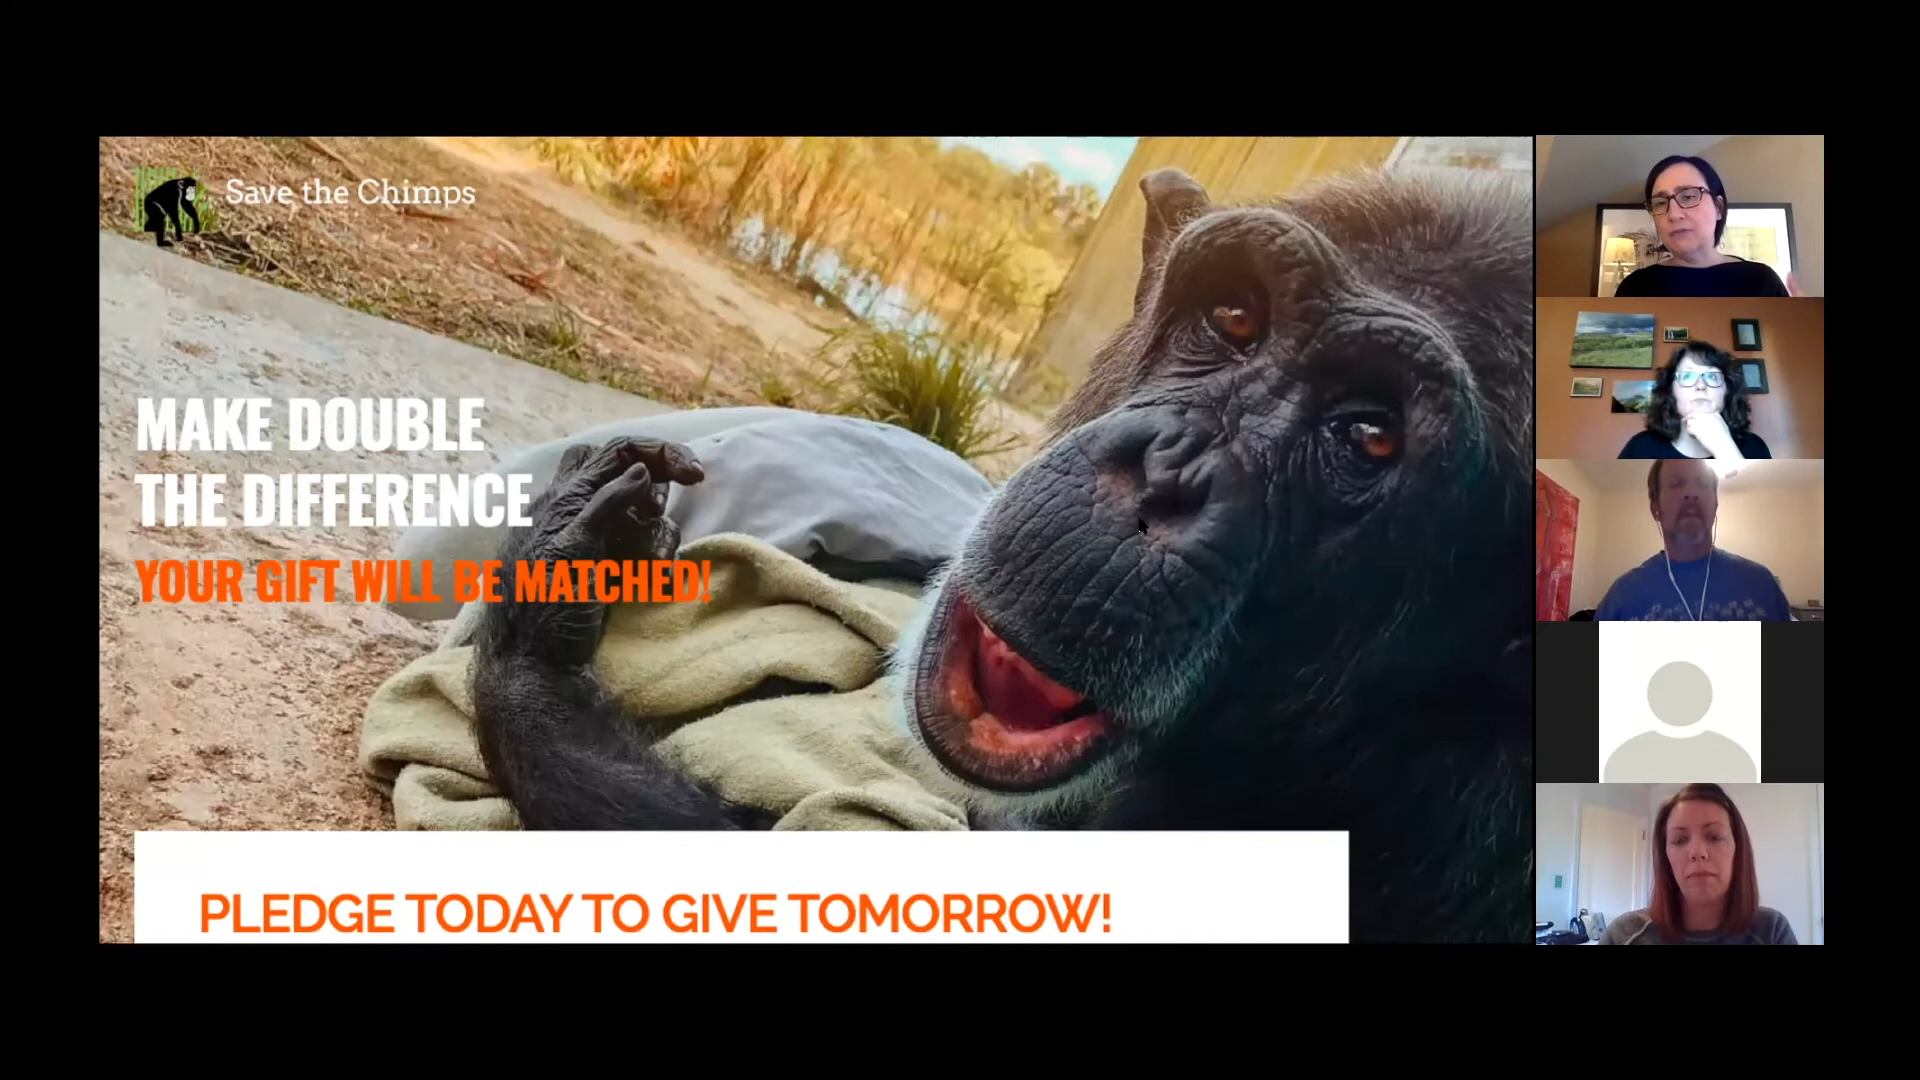 Save the Chimps
MAKE DOUBLE
THE DIFFERENCE
YOUR GIFT WILL BE MATCHED!
PLEDGE TODAY TO GIVE TOMORROW!